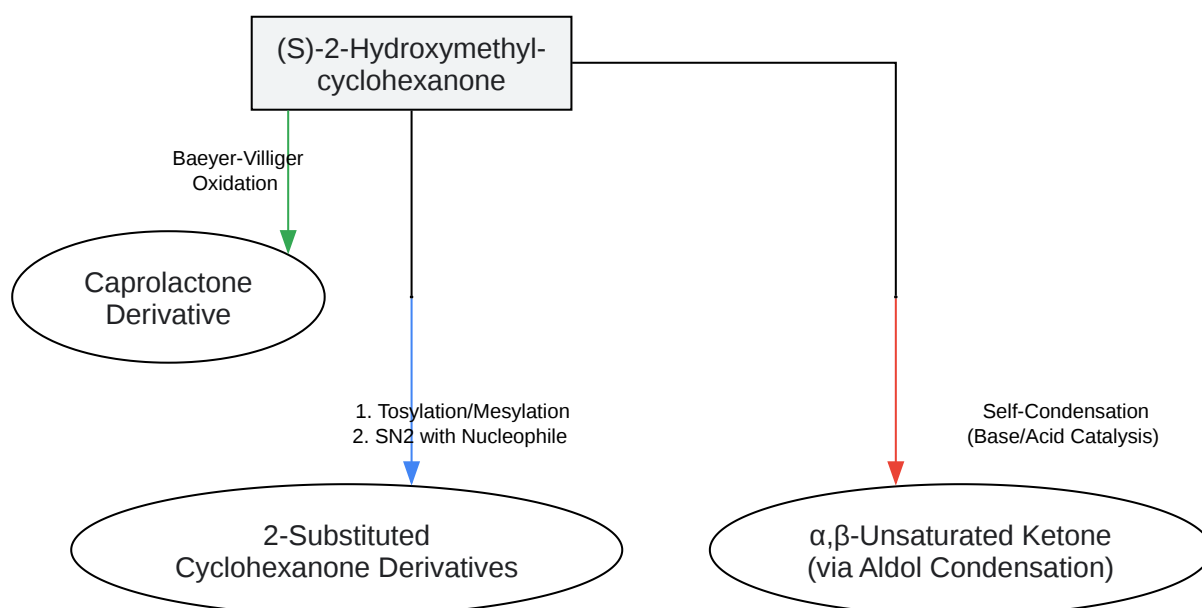 (S)-2-Hydroxymethyl-
cyclohexanone
Baeyer-Villiger
Oxidation
Caprolactone
Derivative
1. Tosylation/Mesylation
2. SN2 with Nucleophile
Self-Condensation
(Base/Acid Catalysis)
2-Substituted
Cyclohexanone Derivatives
α,β-Unsaturated Ketone
(via Aldol Condensation)